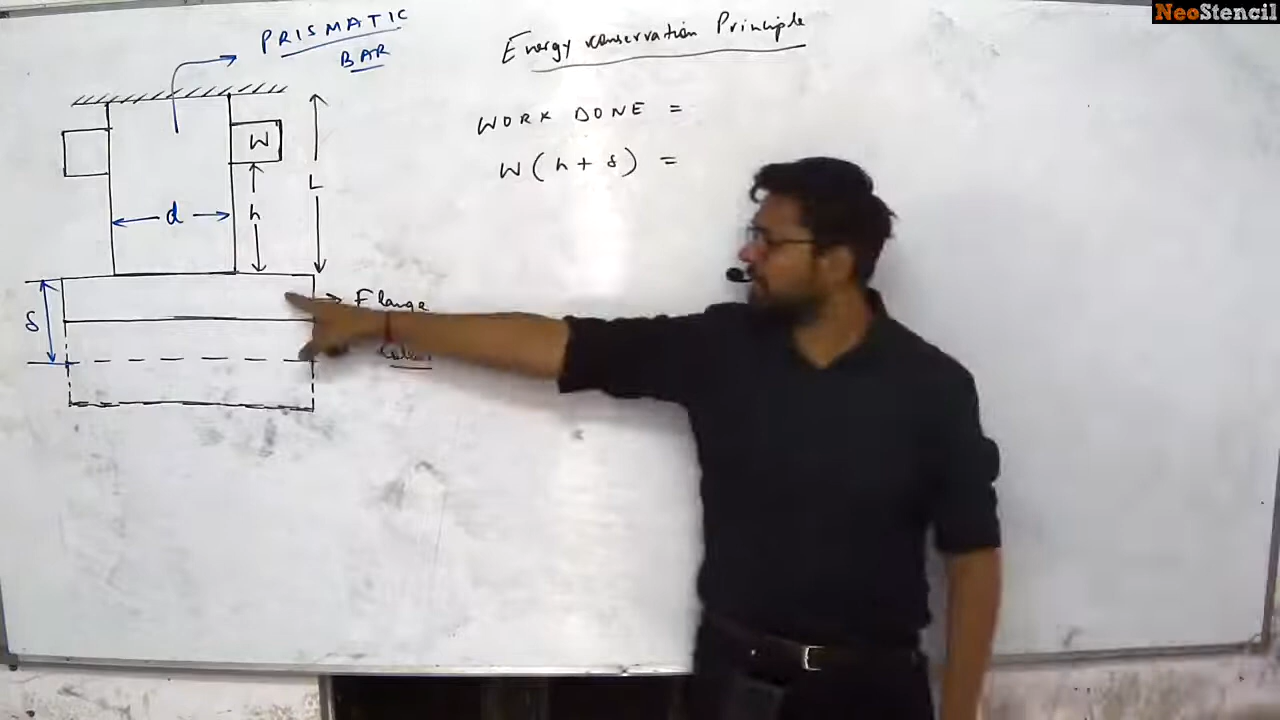 NeoStencil
PRISMATIC
BAR
Energy conservation Principle
WORK DONE =
W(h+δ) =
W
L
d
h
δ
Flange